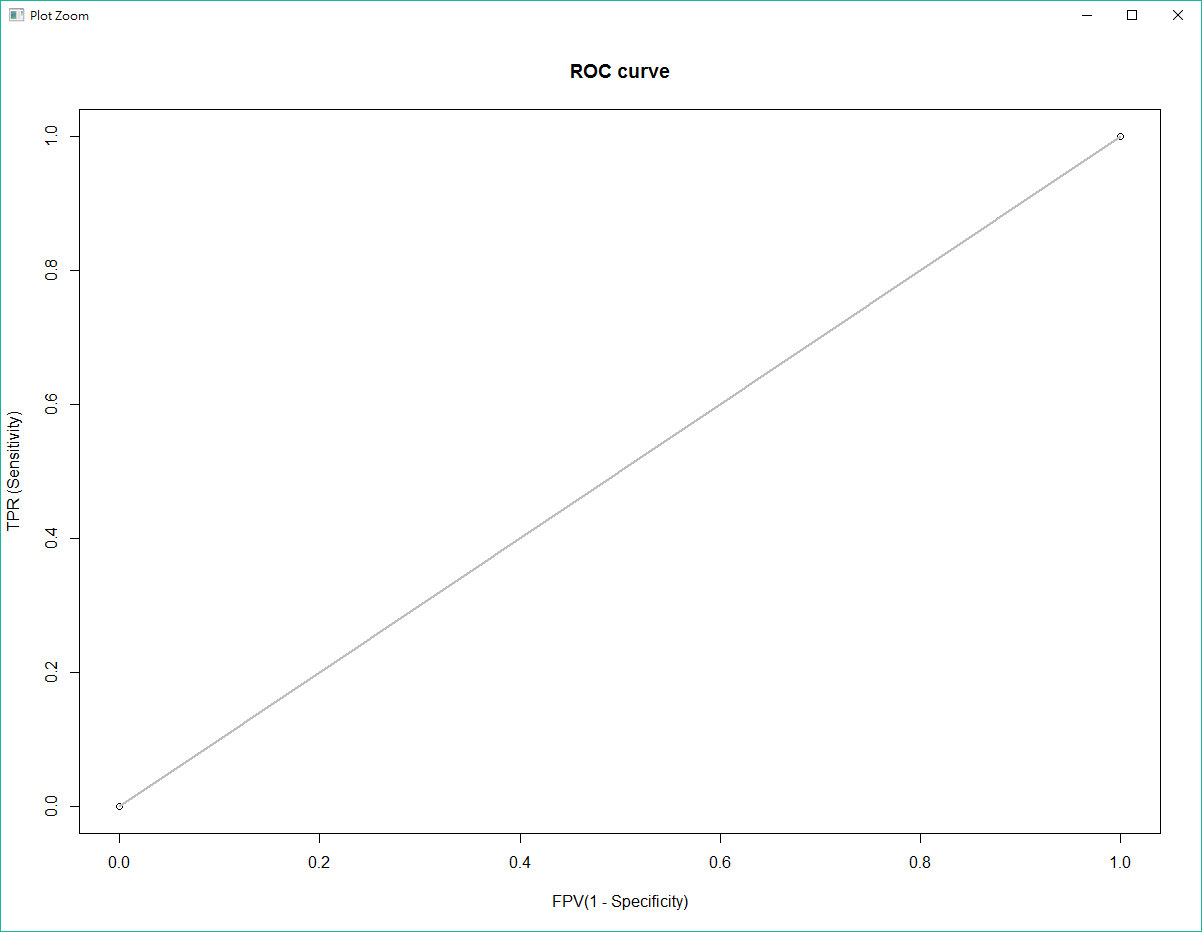 Plot Zoom
ROC curve
TPR (Sensitivity)
1.0
0.8
0.6
0.4
0.2
0.0
0.0 0.2 0.4 0.6 0.8 1.0
FPV(1 - Specificity)